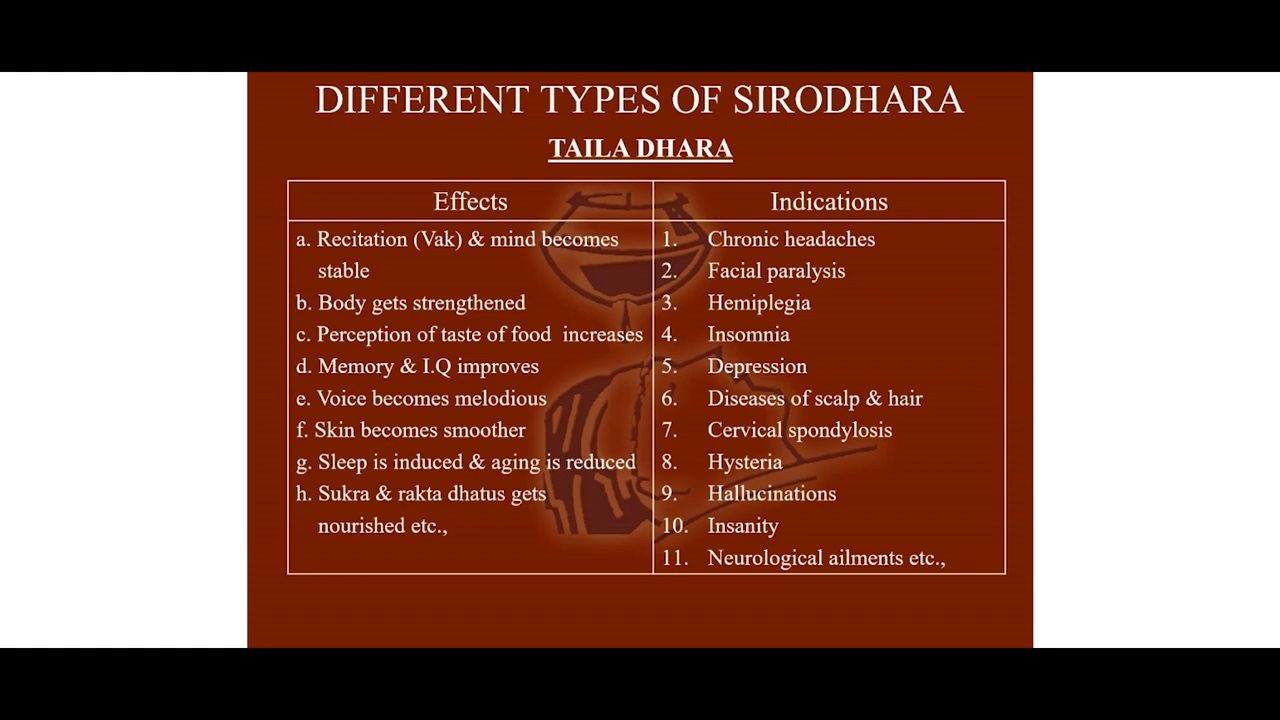 DIFFERENT TYPES OF SIRODHARA
TAILA DHARA
Effects
a. Recitation (Vak) & mind becomes
stable
b. Body gets strengthened
c. Perception of taste of food increases
d. Memory & I.Q improves
e. Voice becomes melodious
f. Skin becomes smoother
g. Sleep is induced & aging is reduced
h. Sukra & rakta dhatus gets
nourished etc.,
Indications
1. Chronic headaches
2. Facial paralysis
3. Hemiplegia
4. Insomnia
5. Depression
6. Diseases of scalp & hair
7. Cervical spondylosis
8. Hysteria
9. Hallucinations
10. Insanity
11. Neurological ailments etc.,